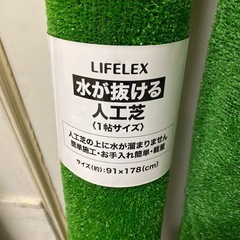 LIFELEX
水が抜ける
人工芝
〈1帖サイズ〉
人工芝の上に水が溜まりません
簡単施工・お手入れ簡単・軽量
サイズ(約):91×178(cm)